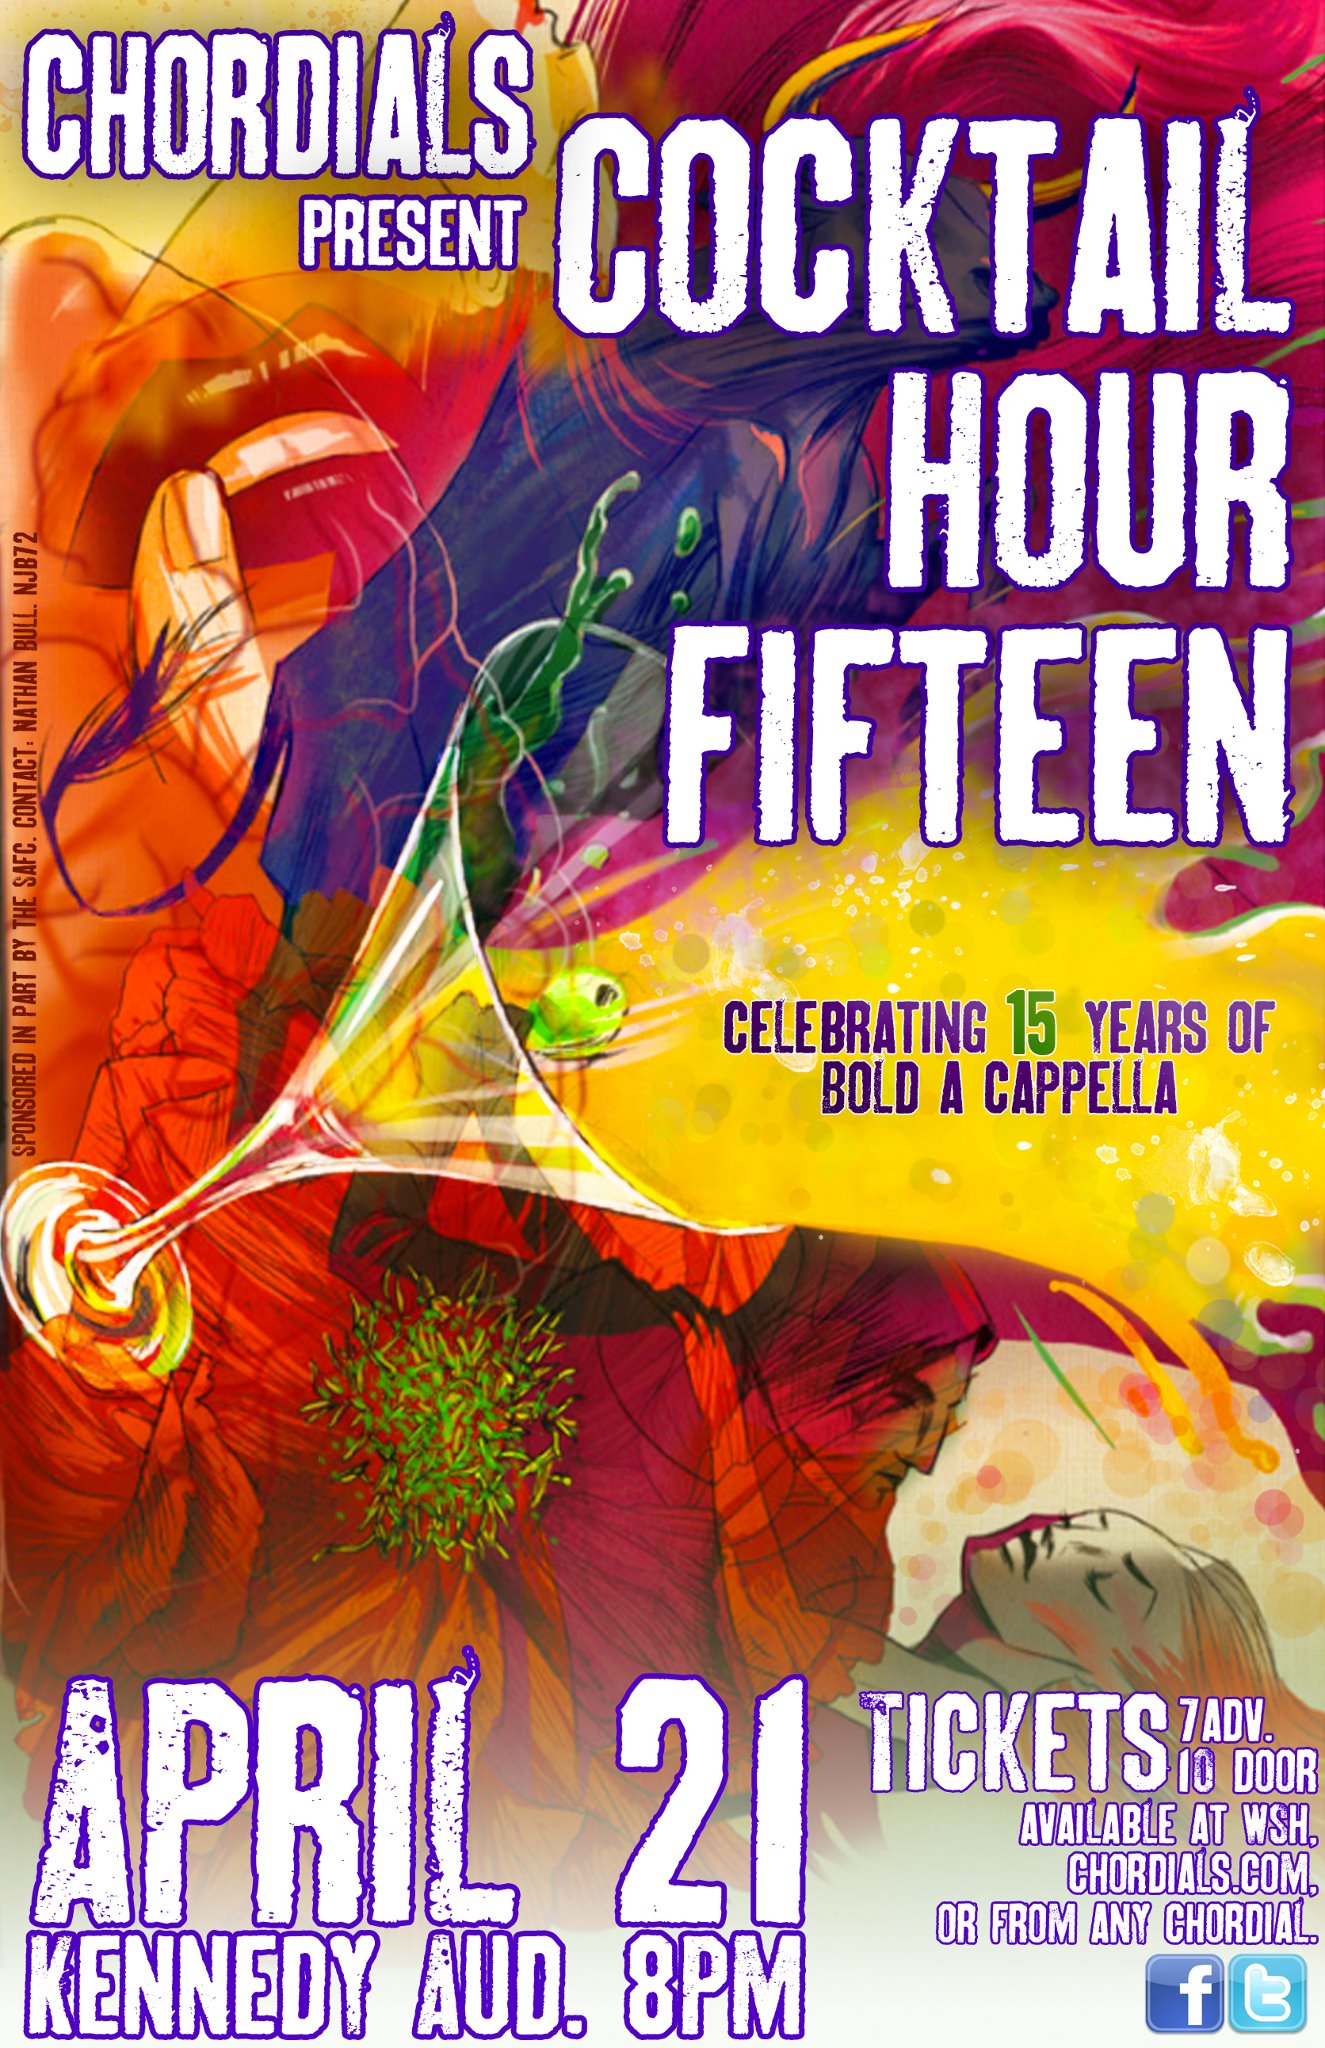 CHORDIALS
PRESENT
COCKTAIL
HOUR
FIFTEEN
SPONSORED IN PART BY THE SAFC. CONTACT: NATHAN BULL. NJB72
CELEBRATING 15 YEARS OF
BOLD A CAPPELLA
APRIL 21
KENNEDY AUD. 8PM
TICKETS 7 ADV.
10 DOOR
AVAILABLE AT WSH,
CHORDIALS.COM,
OR FROM ANY CHORDIAL.
f t